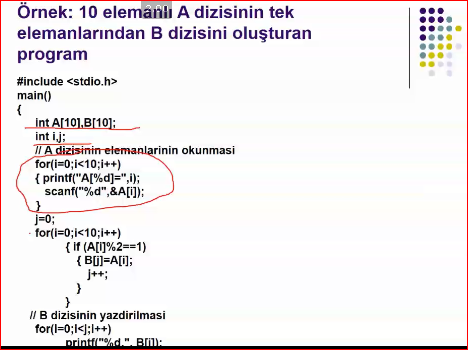 Örnek: 10 elemanlı A dizisinin tek
elemanlarından B dizisini oluşturan
program
#include <stdio.h>
main()
{
int A[10],B[10];
int i,j;
// A dizisinin elemanlarinin okunmasi
for(i=0;i<10;i++)
{ printf("A[%d]=",i);
scanf("%d",&A[i]);
}
j=0;
for(i=0;i<10;i++)
{ if (A[i]%2==1)
{ B[j]=A[i];
j++;
}
}
// B dizisinin yazdirilmasi
for(i=0;i<j;i++)
printf("%d,", B[i]);